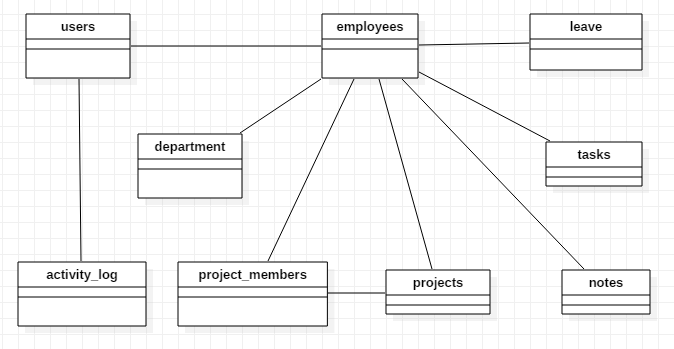 users
employees
leave
department
tasks
activity_log
project_members
projects
notes